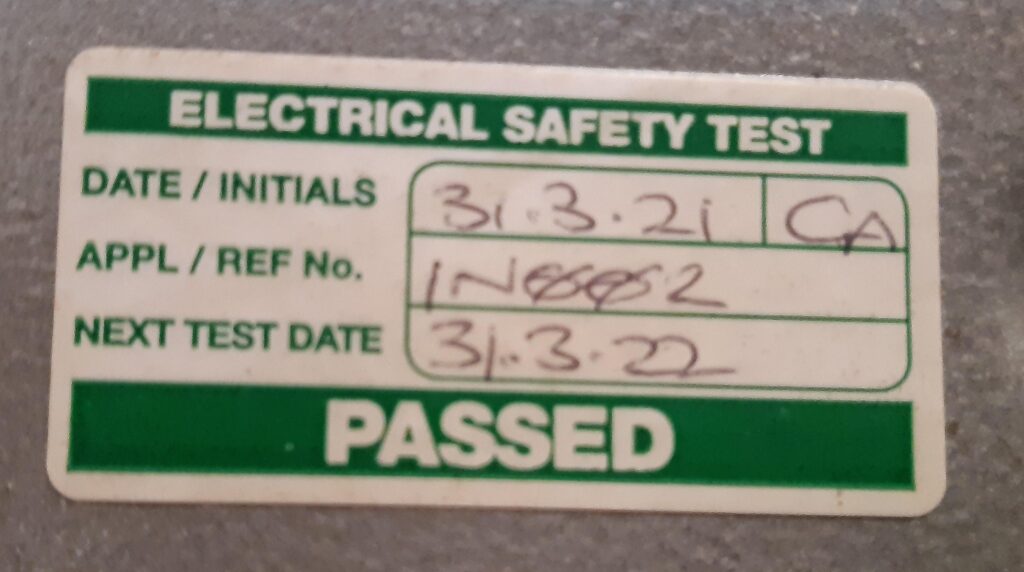 ELECTRICAL SAFETY TEST
DATE / INITIALS 31.3.21 CA
APPL / REF No.
NEXT TEST DATE 31.3.22
PASSED